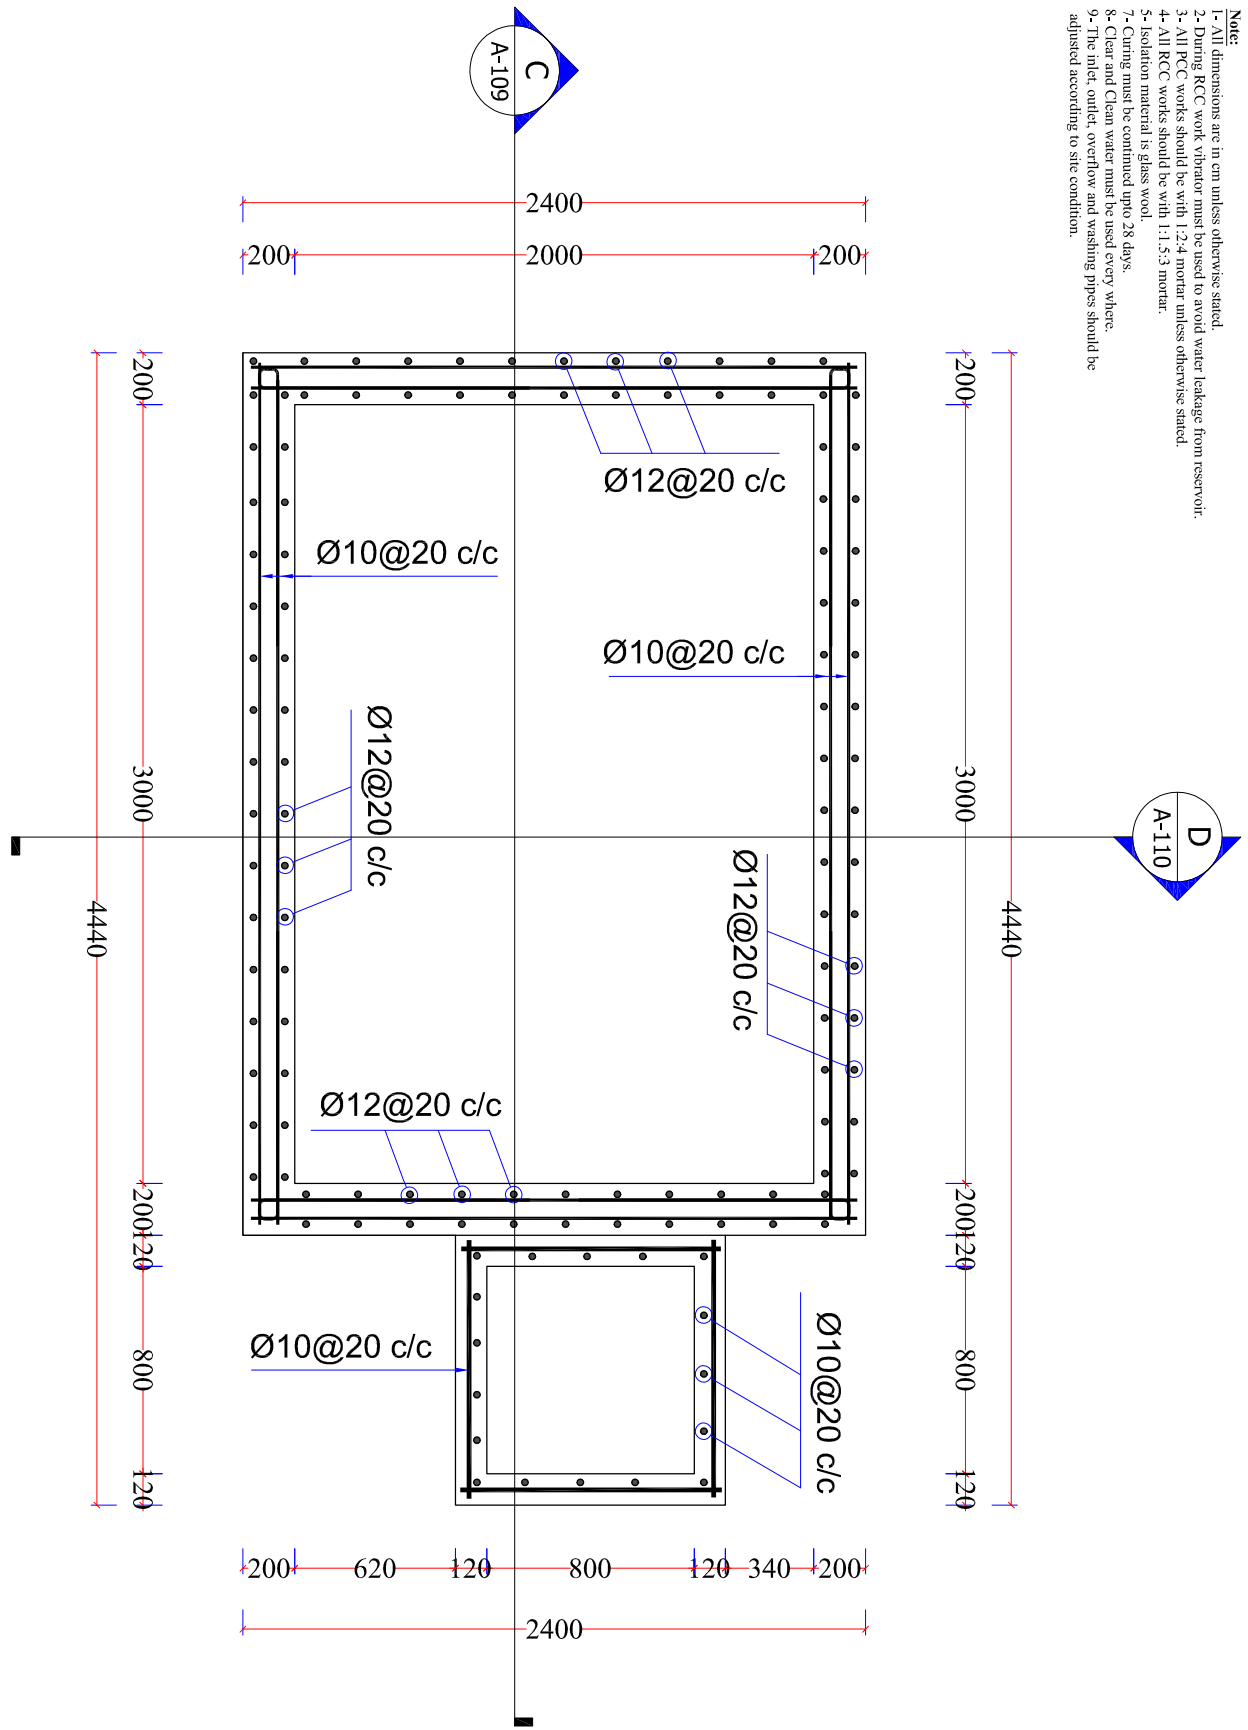 Note:
1- All dimensions are in cm unless otherwise stated.
2- During RCC work vibrator must be used to avoid water leakage from reservoir.
3- All PCC works should be with 1:2:4 mortar unless otherwise stated.
4- All RCC works should be with 1:1.5:3 mortar.
5- Isolation material is glass wool.
7- Curing must be continued upto 28 days.
8- Clear and Clean water must be used every where.
9- The inlet, outlet, overflow and washing pipes should be
adjusted according to site condition.
C
A-109
2400
200
2000
200
200
200
Ø12@20 c/c
Ø10@20 c/c
Ø10@20 c/c
Ø12@20 c/c
3000
3000
D
A-110
Ø12@20 c/c
4440
4440
Ø12@20 c/c
200
120
200
120
Ø10@20 c/c
Ø10@20 c/c
800
800
120
120
200
620
120
800
120
340
200
2400